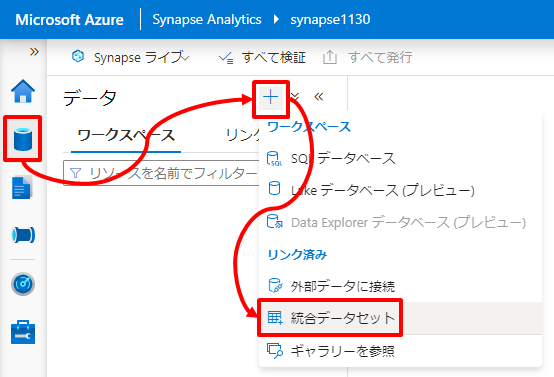 Microsoft Azure Synapse Analytics synapse1130
Synapse ライブ すべて検証 すべて発行
データ
ワークスペース リンク
リソースを名前でフィルター
ワークスペース
SQL データベース
Lake データベース (プレビュー)
Data Explorer データベース (プレビュー)
リンク済み
外部データに接続
統合データセット
ギャラリーを参照